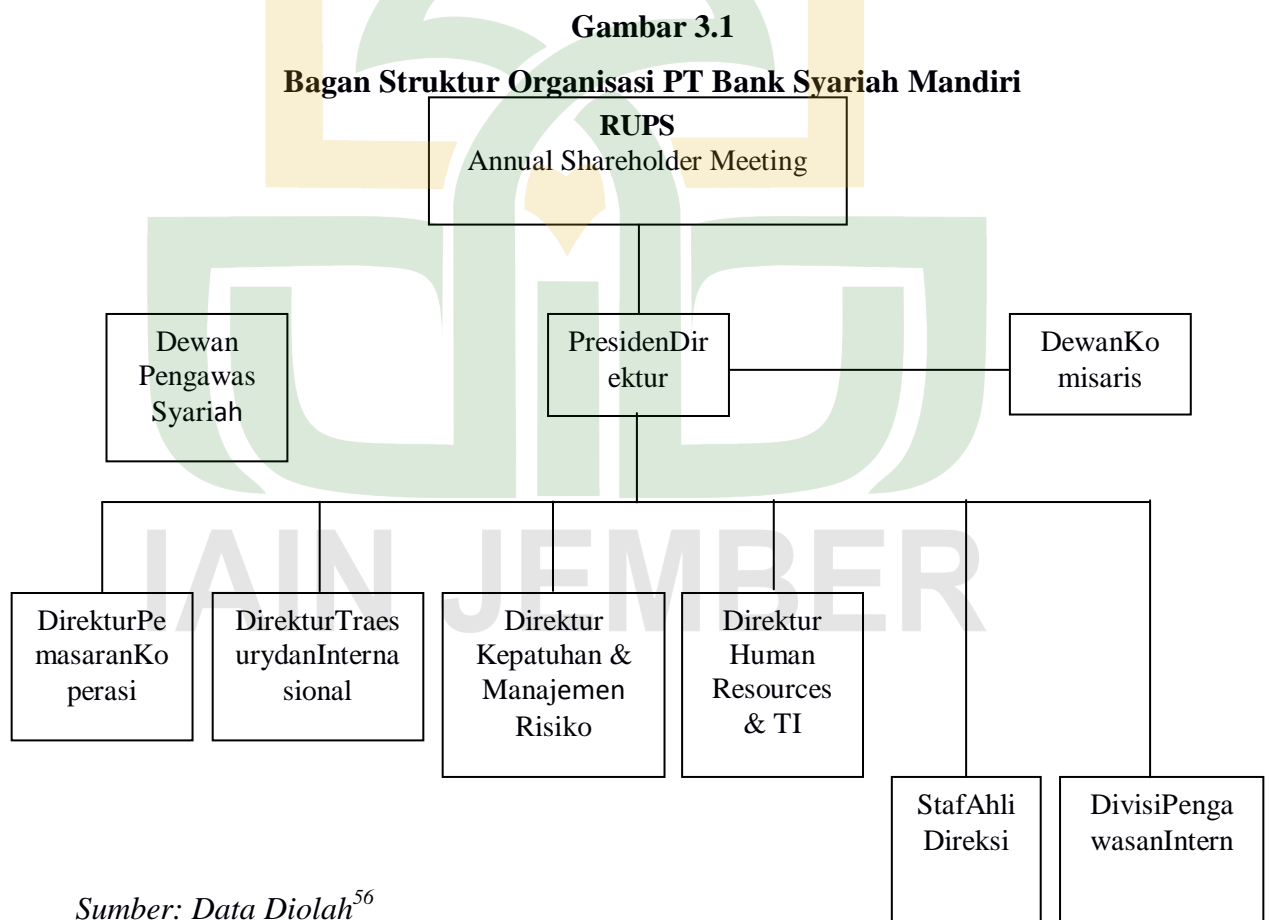 Gambar 3.1
Bagan Struktur Organisasi PT Bank Syariah Mandiri
RUPS
Annual Shareholder Meeting
Dewan
Pengawas
Syariah
PresidenDir
ektur
DewanKo
misaris
DirekturPe
masaranKo
perasi
DirekturTraes
urydanInterna
sional
Direktur
Kepatuhan &
Manajemen
Risiko
Direktur
Human
Resources
& TI
StafAhli
Direksi
DivisiPenga
wasanIntern
IAIN JEMBER
Sumber: Data Diolah56